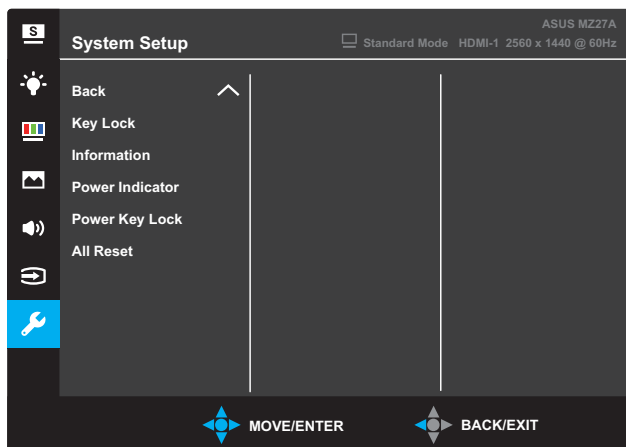 S
ASUS MZ27A
System Setup
Standard Mode HDMI-1 2560 x 1440 @ 60Hz
Back
Key Lock
Information
Power Indicator
Power Key Lock
All Reset
MOVE/ENTER
BACK/EXIT